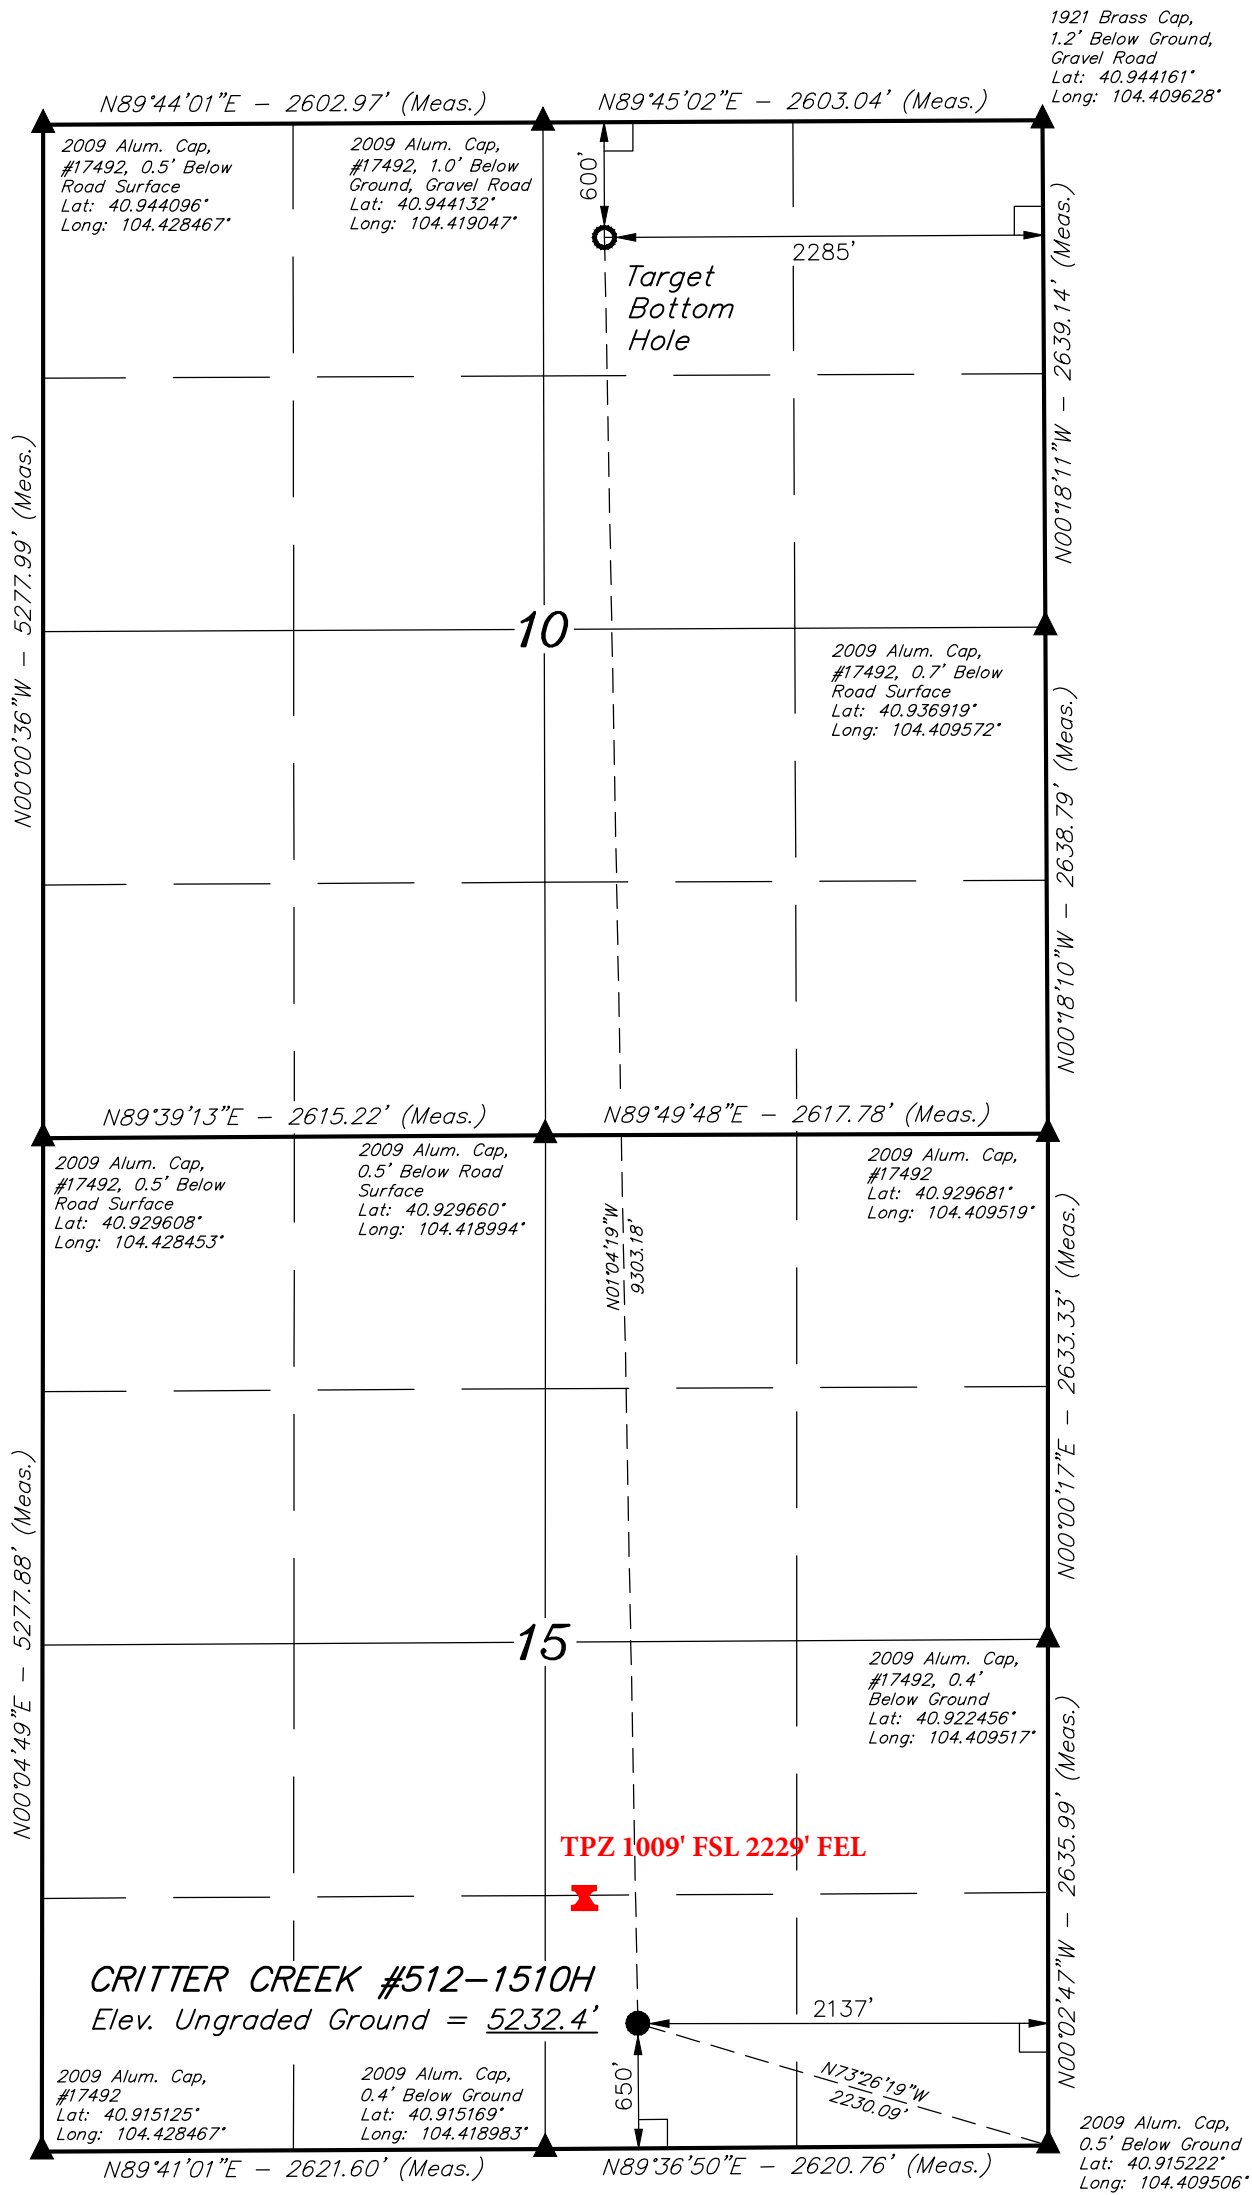 1921 Brass Cap,
1.2' Below Ground,
Gravel Road
Lat: 40.944161°
Long: 104.409628°
N89°44'01"E - 2602.97' (Meas.)
N89°45'02"E - 2603.04' (Meas.)
2009 Alum. Cap,
#17492, 0.5' Below
Road Surface
Lat: 40.944096°
Long: 104.428467°
2009 Alum. Cap,
#17492, 1.0' Below
Ground, Gravel Road
Lat: 40.944132°
Long: 104.419047°
600'
2285'
Target
Bottom
Hole
N00°18'11"W - 2639.14' (Meas.)
N00°00'36"W - 5277.99' (Meas.)
10
2009 Alum. Cap,
#17492, 0.7' Below
Road Surface
Lat: 40.936919°
Long: 104.409572°
N00°18'10"W - 2638.79' (Meas.)
N89°39'13"E - 2615.22' (Meas.)
N89°49'48"E - 2617.78' (Meas.)
2009 Alum. Cap,
#17492, 0.5' Below
Road Surface
Lat: 40.929608°
Long: 104.428453°
2009 Alum. Cap,
0.5' Below Road
Surface
Lat: 40.929660°
Long: 104.418994°
2009 Alum. Cap,
#17492
Lat: 40.929681°
Long: 104.409519°
N01°04'19"W
9303.18'
N00°00'17"E - 2633.33' (Meas.)
N00°04'49"E - 5277.88' (Meas.)
15
2009 Alum. Cap,
#17492, 0.4'
Below Ground
Lat: 40.922456°
Long: 104.409517°
N00°02'47"W - 2635.99' (Meas.)
TPZ 1009' FSL 2229' FEL
CRITTER CREEK #512-1510H
Elev. Ungraded Ground = 5232.4'
2137'
650'
N73°26'19"W
2230.09'
2009 Alum. Cap,
#17492
Lat: 40.915125°
Long: 104.428467°
2009 Alum. Cap,
0.4' Below Ground
Lat: 40.915169°
Long: 104.418983°
2009 Alum. Cap,
0.5' Below Ground
Lat: 40.915222°
Long: 104.409506°
N89°41'01"E - 2621.60' (Meas.)
N89°36'50"E - 2620.76' (Meas.)